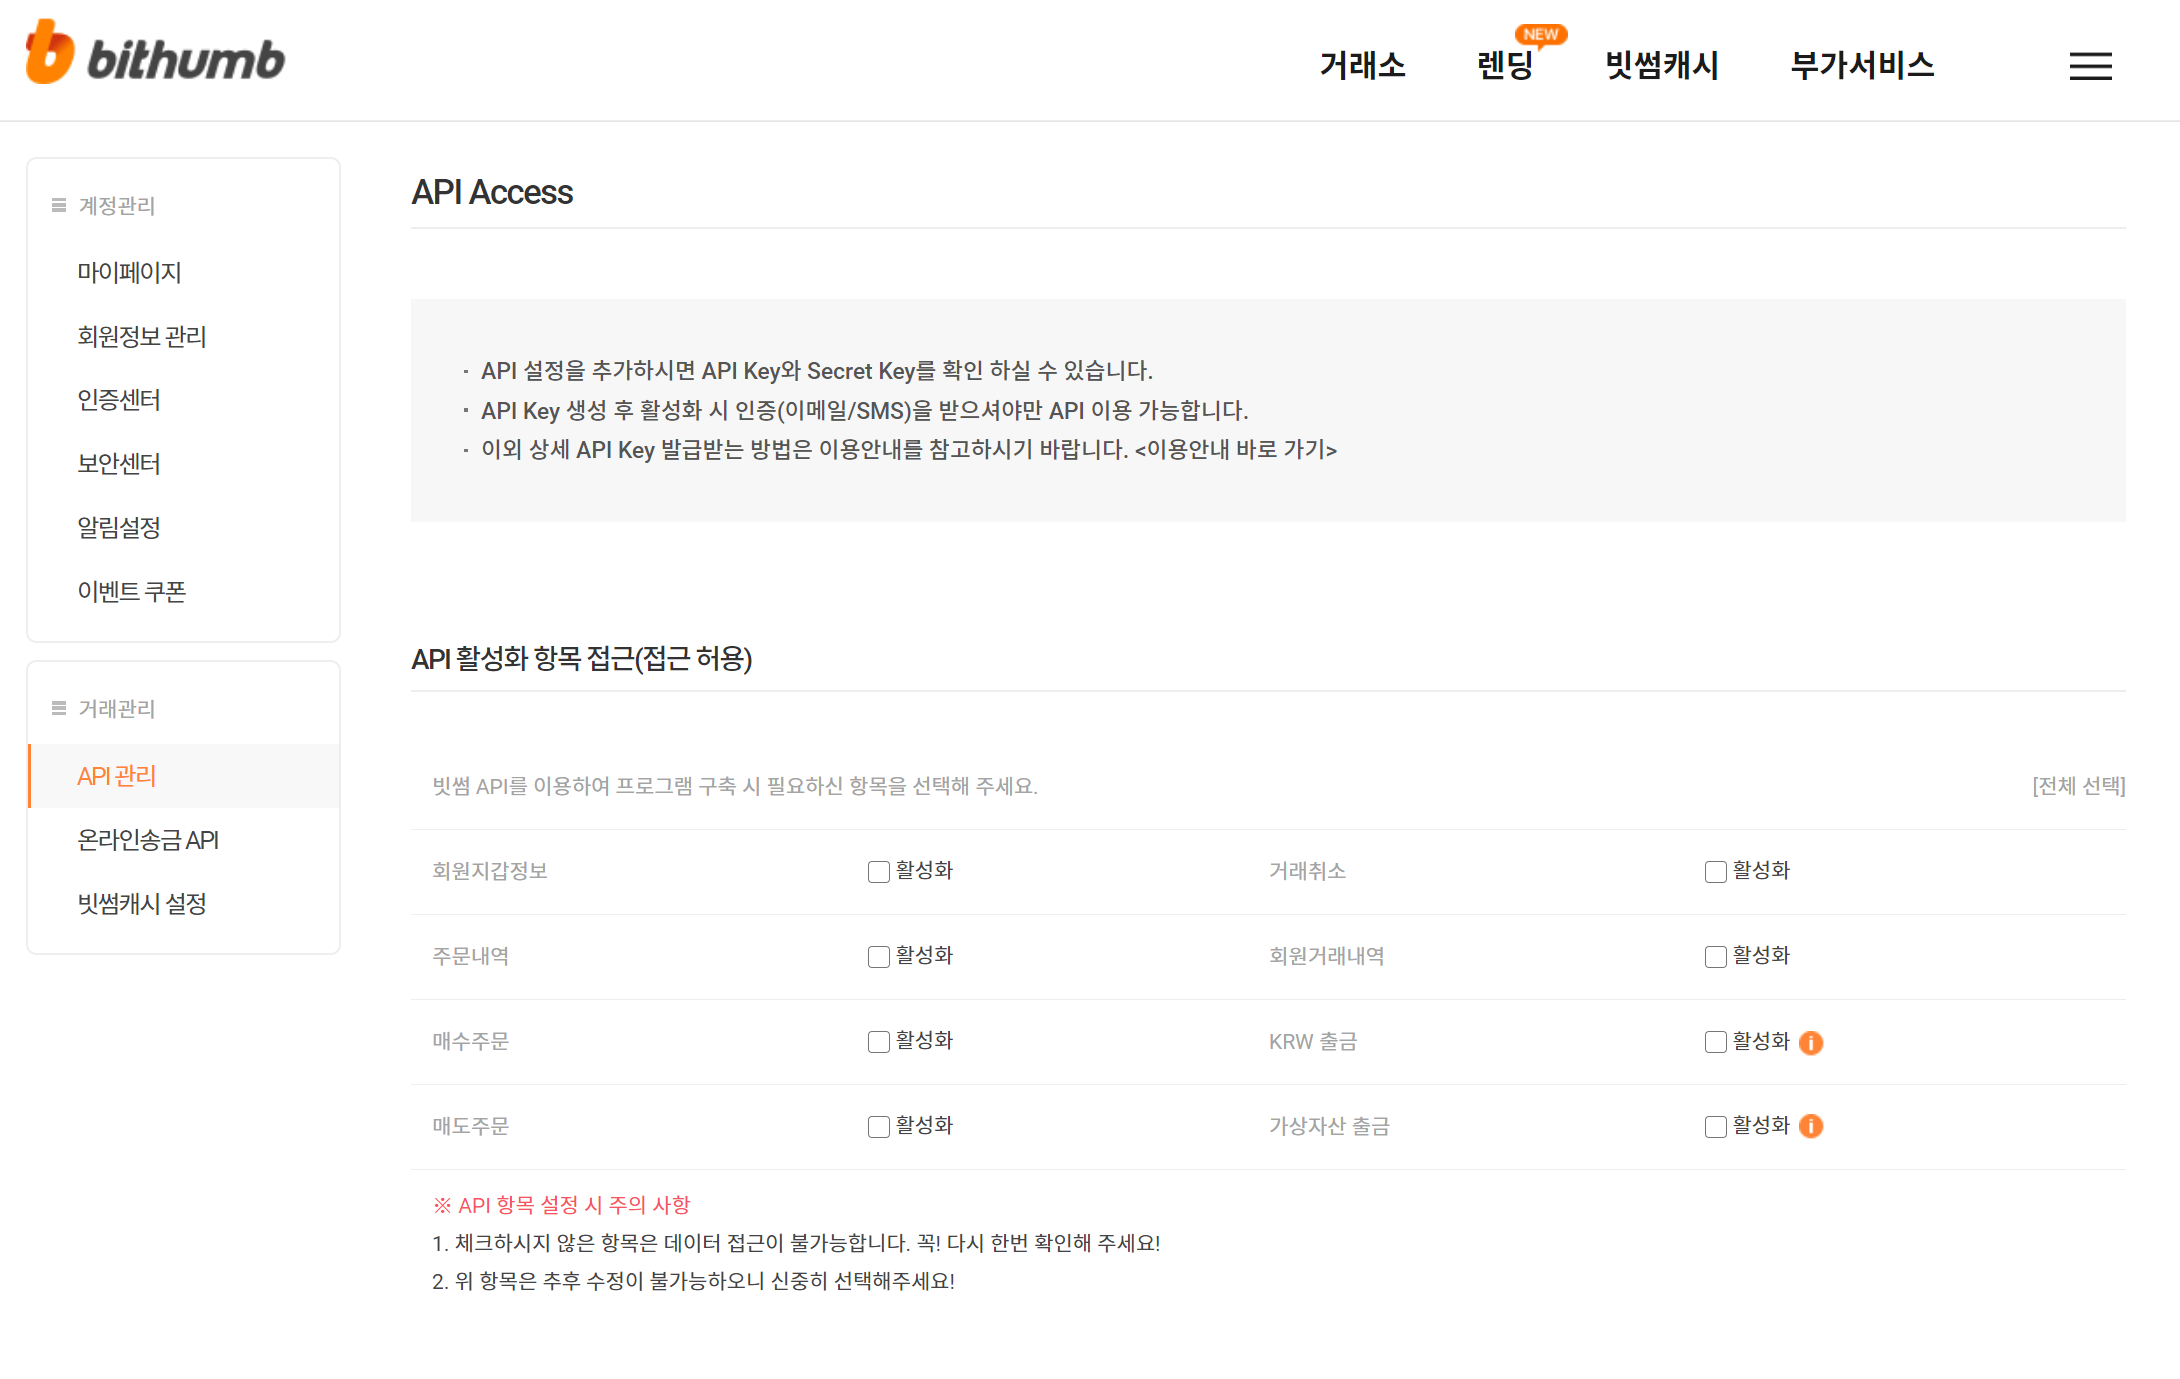 bithumb
거래소
렌딩
NEW
빗썸캐시
부가서비스
계정관리
마이페이지
회원정보 관리
인증센터
보안센터
알림설정
이벤트 쿠폰
거래관리
API 관리
온라인송금 API
빗썸캐시 설정
API Access
· API 설정을 추가하시면 API Key와 Secret Key를 확인 하실 수 있습니다.
· API Key 생성 후 활성화 시 인증(이메일/SMS)을 받으셔야만 API 이용 가능합니다.
· 이외 상세 API Key 발급받는 방법은 이용안내를 참고하시기 바랍니다. <이용안내 바로 가기>
API 활성화 항목 접근(접근 허용)
빗썸 API를 이용하여 프로그램 구축 시 필요하신 항목을 선택해 주세요. [전체 선택]
회원지갑정보 활성화 거래취소 활성화
주문내역 활성화 회원거래내역 활성화
매수주문 활성화 KRW 출금 활성화 i
매도주문 활성화 가상자산 출금 활성화 i
※ API 항목 설정 시 주의 사항
1. 체크하시지 않은 항목은 데이터 접근이 불가능합니다. 꼭! 다시 한번 확인해 주세요!
2. 위 항목은 추후 수정이 불가능하오니 신중히 선택해주세요!